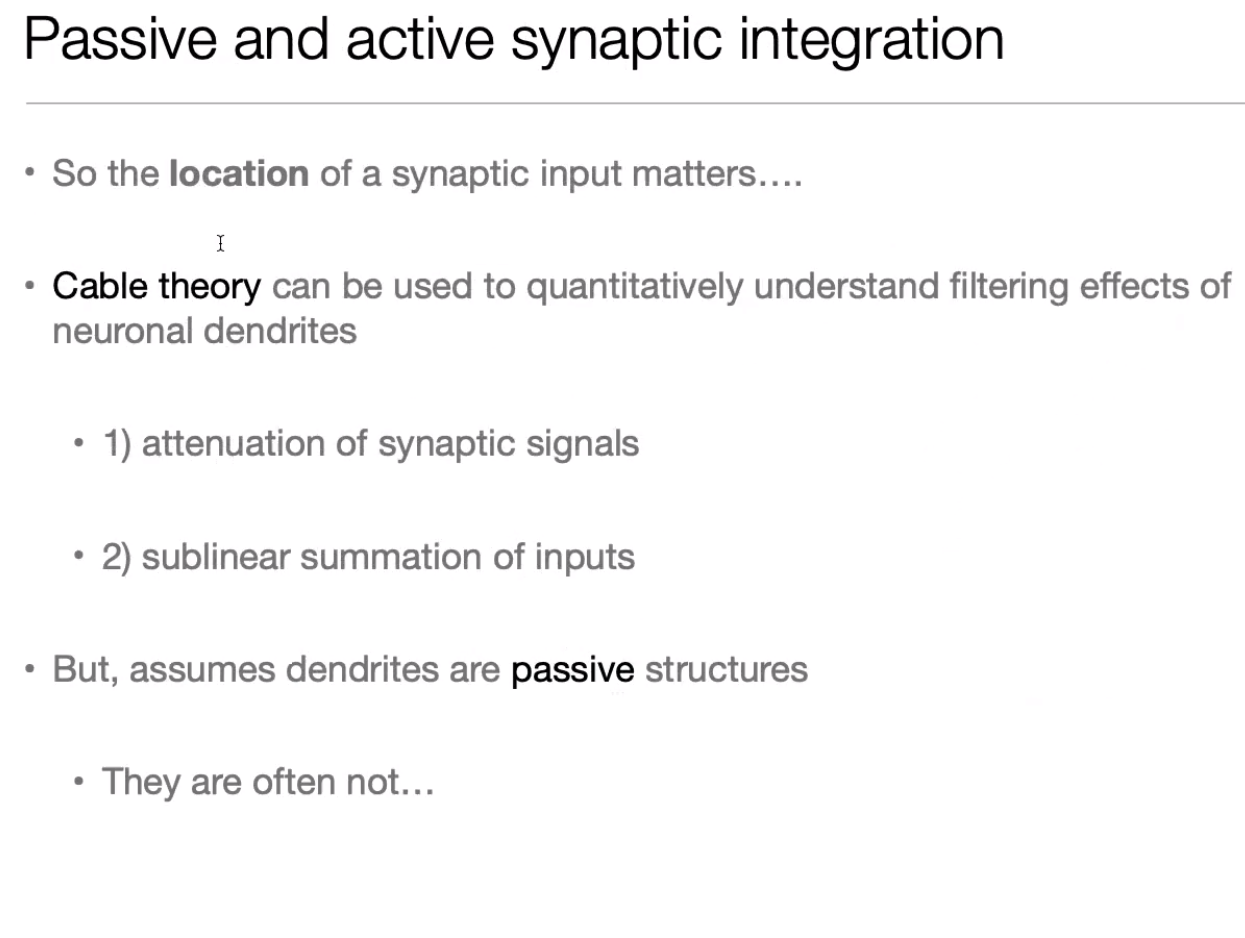 Passive and active synaptic integration
• So the location of a synaptic input matters….
• Cable theory can be used to quantitatively understand filtering effects of
neuronal dendrites
• 1) attenuation of synaptic signals
• 2) sublinear summation of inputs
• But, assumes dendrites are passive structures
• They are often not…